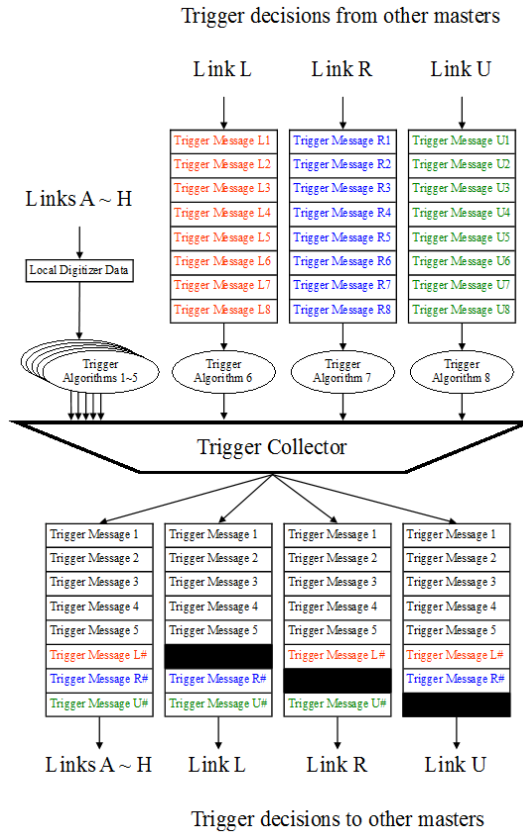 Trigger decisions from other masters
Link L
Link R
Link U
Trigger Message L1
Trigger Message L2
Trigger Message L3
Trigger Message L4
Trigger Message L5
Trigger Message L6
Trigger Message L7
Trigger Message L8
Trigger Message R1
Trigger Message R2
Trigger Message R3
Trigger Message R4
Trigger Message R5
Trigger Message R6
Trigger Message R7
Trigger Message R8
Trigger Message U1
Trigger Message U2
Trigger Message U3
Trigger Message U4
Trigger Message U5
Trigger Message U6
Trigger Message U7
Trigger Message U8
Links A ~ H
Local Digitizer Data
Trigger
Algorithms 1~5
Trigger
Algorithm 6
Trigger
Algorithm 7
Trigger
Algorithm 8
Trigger Collector
Trigger Message 1
Trigger Message 2
Trigger Message 3
Trigger Message 4
Trigger Message 5
Trigger Message L#
Trigger Message R#
Trigger Message U#
Trigger Message 1
Trigger Message 2
Trigger Message 3
Trigger Message 4
Trigger Message 5
Trigger Message R#
Trigger Message U#
Trigger Message 1
Trigger Message 2
Trigger Message 3
Trigger Message 4
Trigger Message 5
Trigger Message L#
Trigger Message U#
Trigger Message 1
Trigger Message 2
Trigger Message 3
Trigger Message 4
Trigger Message 5
Trigger Message L#
Trigger Message R#
Links A ~ H
Link L
Link R
Link U
Trigger decisions to other masters